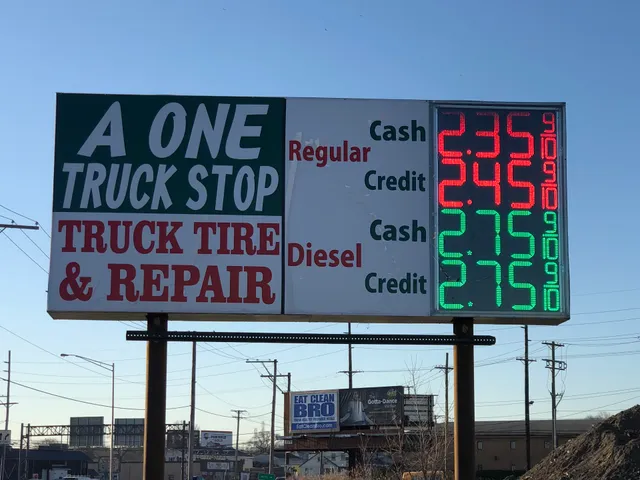 A ONE
TRUCK STOP
TRUCK TIRE
& REPAIR
Regular
Cash 2.35 9/10
Credit 2.45 9/10
Diesel
Cash 2.75 9/10
Credit 2.75 9/10
EAT CLEAN
BRO